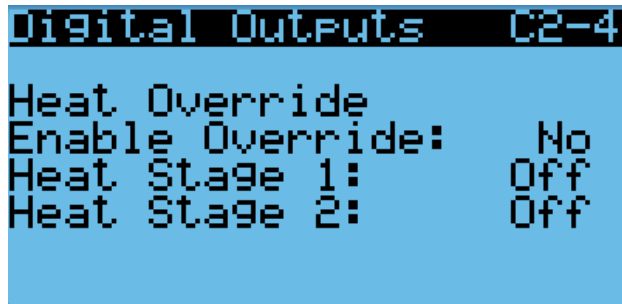 Digital Outputs C2-4
Heat Override
Enable Override: No
Heat Stage 1: Off
Heat Stage 2: Off